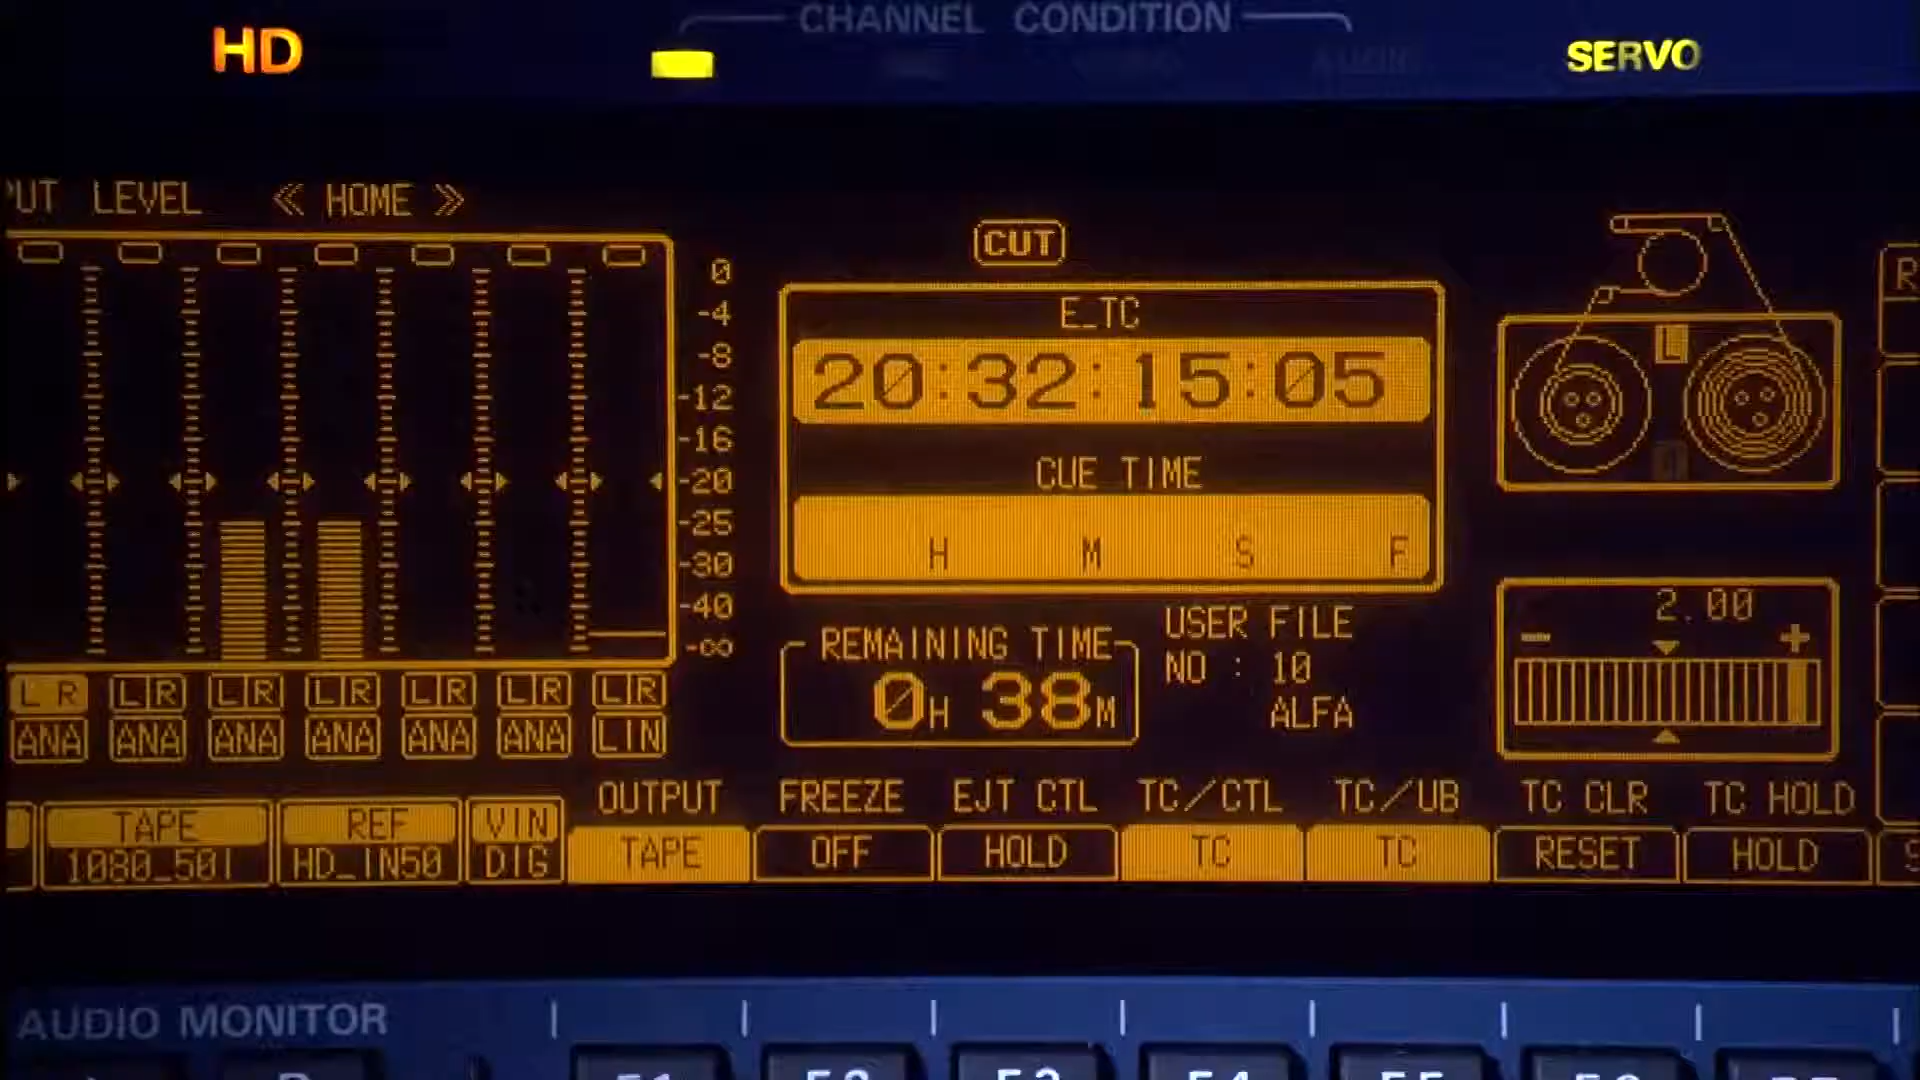 CHANNEL CONDITION
HD
SERVO
AUDIO
PUT LEVEL << HOME >>
CUT
0
-4
-8
-12
-16
-20
-25
-30
-40
-∞
E_TC
20:32:15:05
CUE TIME
H M S F
REMAINING TIME
0H 38M
USER FILE
NO : 10
ALFA
L
2.00
- +
L R L R L R L R L R L R L R
ANA ANA ANA ANA ANA ANA LIN
TAPE REF VIN
1080_50I HD_IN50 DIG
OUTPUT FREEZE EJT CTL TC/CTL TC/UB TC CLR TC HOLD
TAPE OFF HOLD TC TC RESET HOLD
AUDIO MONITOR